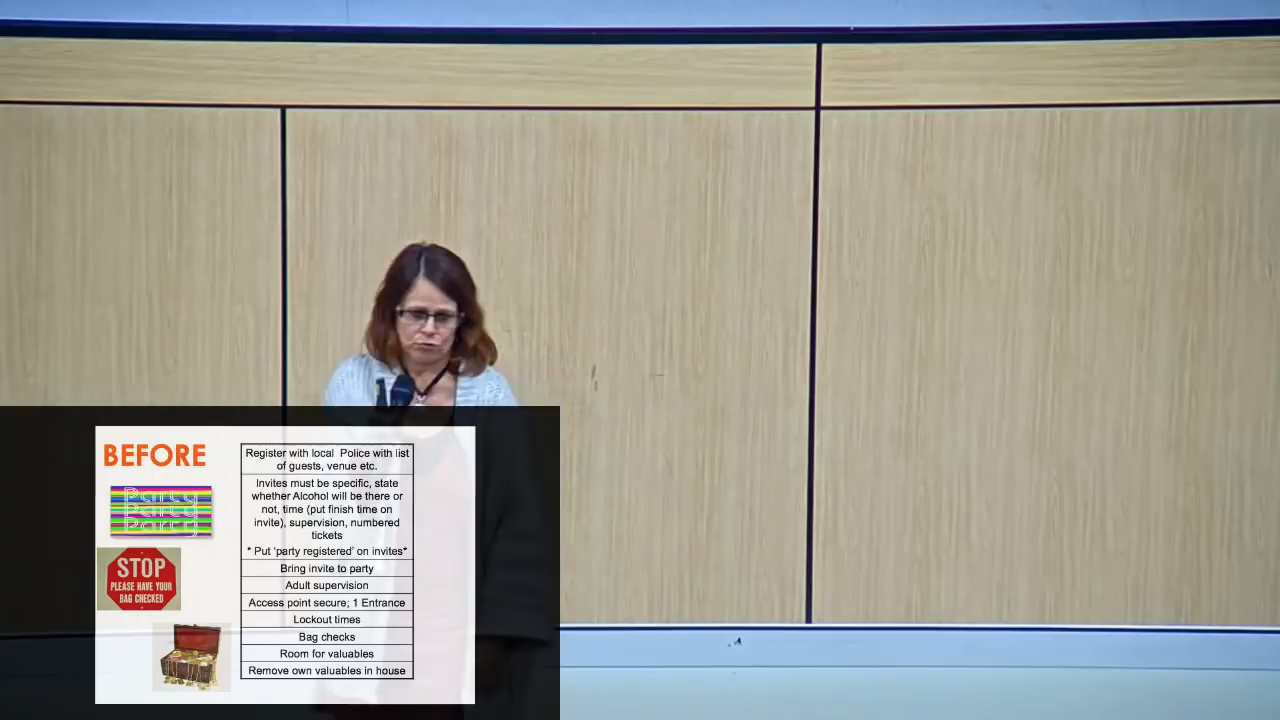 BEFORE
Party
Party
Party
STOP
PLEASE HAVE YOUR
BAG CHECKED
Register with local Police with list
of guests, venue etc.
Invites must be specific, state
whether Alcohol will be there or
not, time (put finish time on
invite), supervision, numbered
tickets
* Put 'party registered' on invites*
Bring invite to party
Adult supervision
Access point secure; 1 Entrance
Lockout times
Bag checks
Room for valuables
Remove own valuables in house